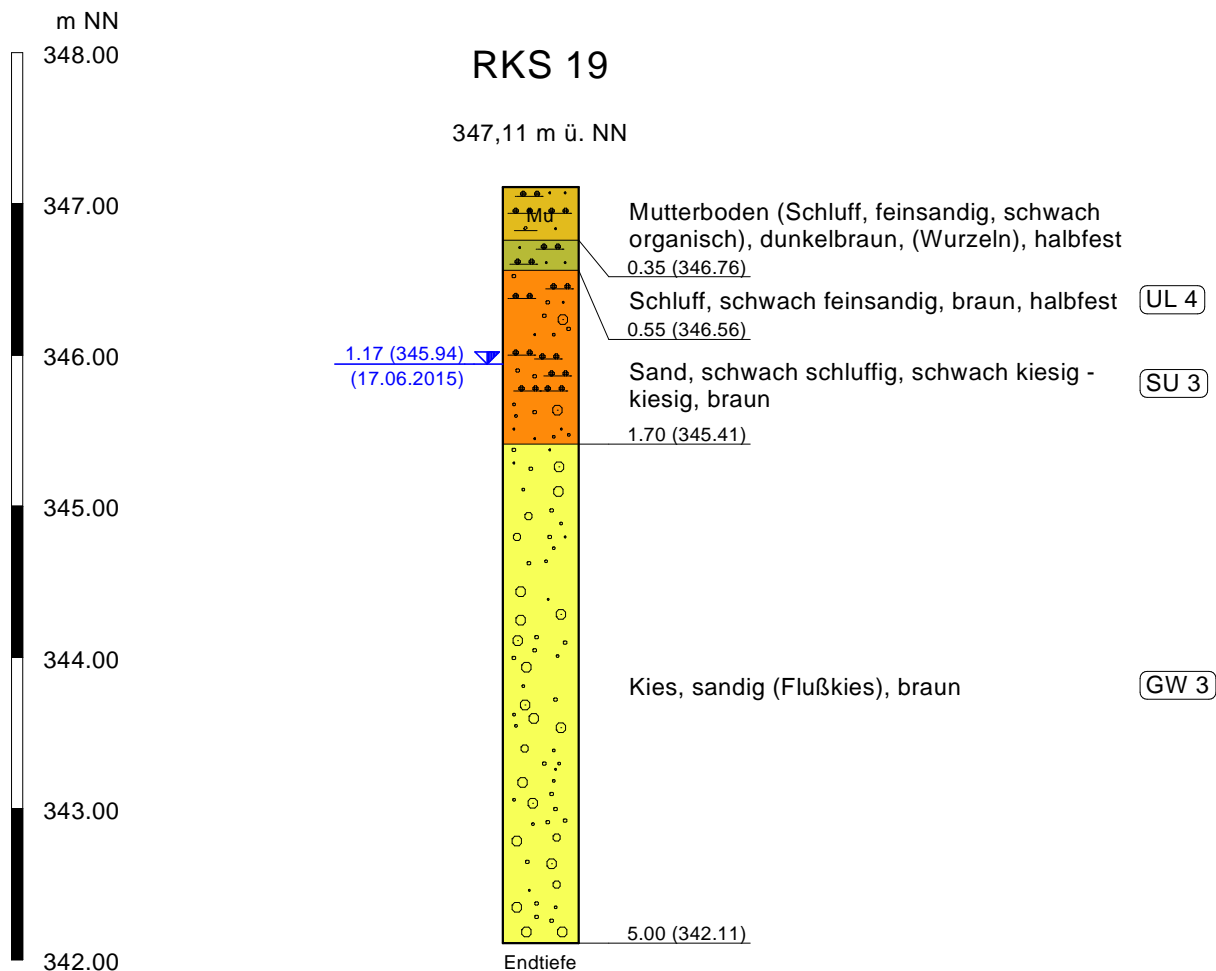 m NN
348.00
347.00
346.00
345.00
344.00
343.00
342.00
RKS 19
347,11 m ü. NN
Mu
Mutterboden (Schluff, feinsandig, schwach
organisch), dunkelbraun, (Wurzeln), halbfest
0.35 (346.76)
Schluff, schwach feinsandig, braun, halbfest
UL 4
0.55 (346.56)
1.17 (345.94)
(17.06.2015)
Sand, schwach schluffig, schwach kiesig -
kiesig, braun
SU 3
1.70 (345.41)
Kies, sandig (Flußkies), braun
GW 3
5.00 (342.11)
Endtiefe